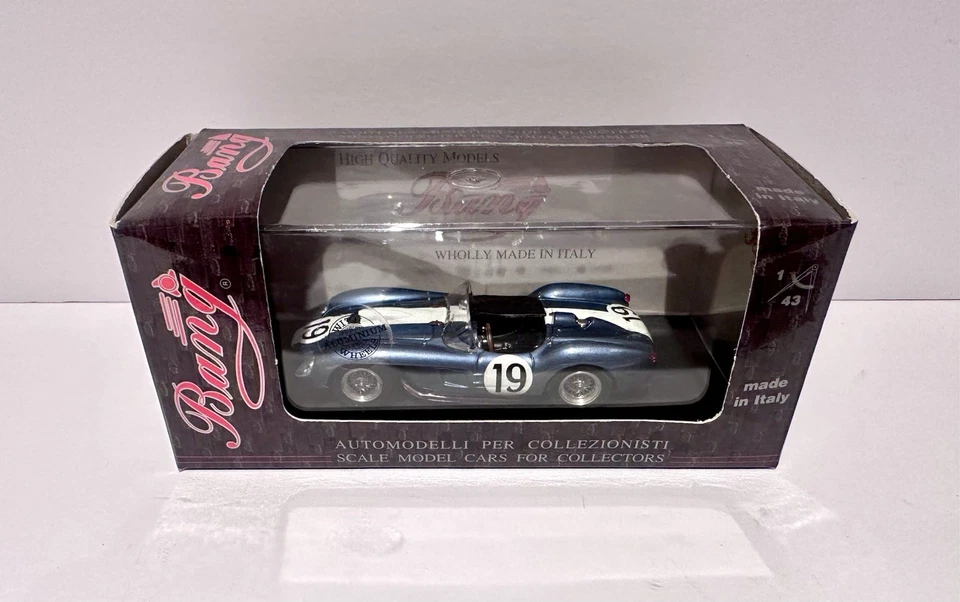 Bang
HIGH QUALITY MODELS
Bang
made
in Italy
WHOLLY MADE IN ITALY
1
43
Bang®
19
ALUMINIUM
WHEELS
19
19
made
in Italy
AUTOMODELLI PER COLLEZIONISTI
SCALE MODEL CARS FOR COLLECTORS